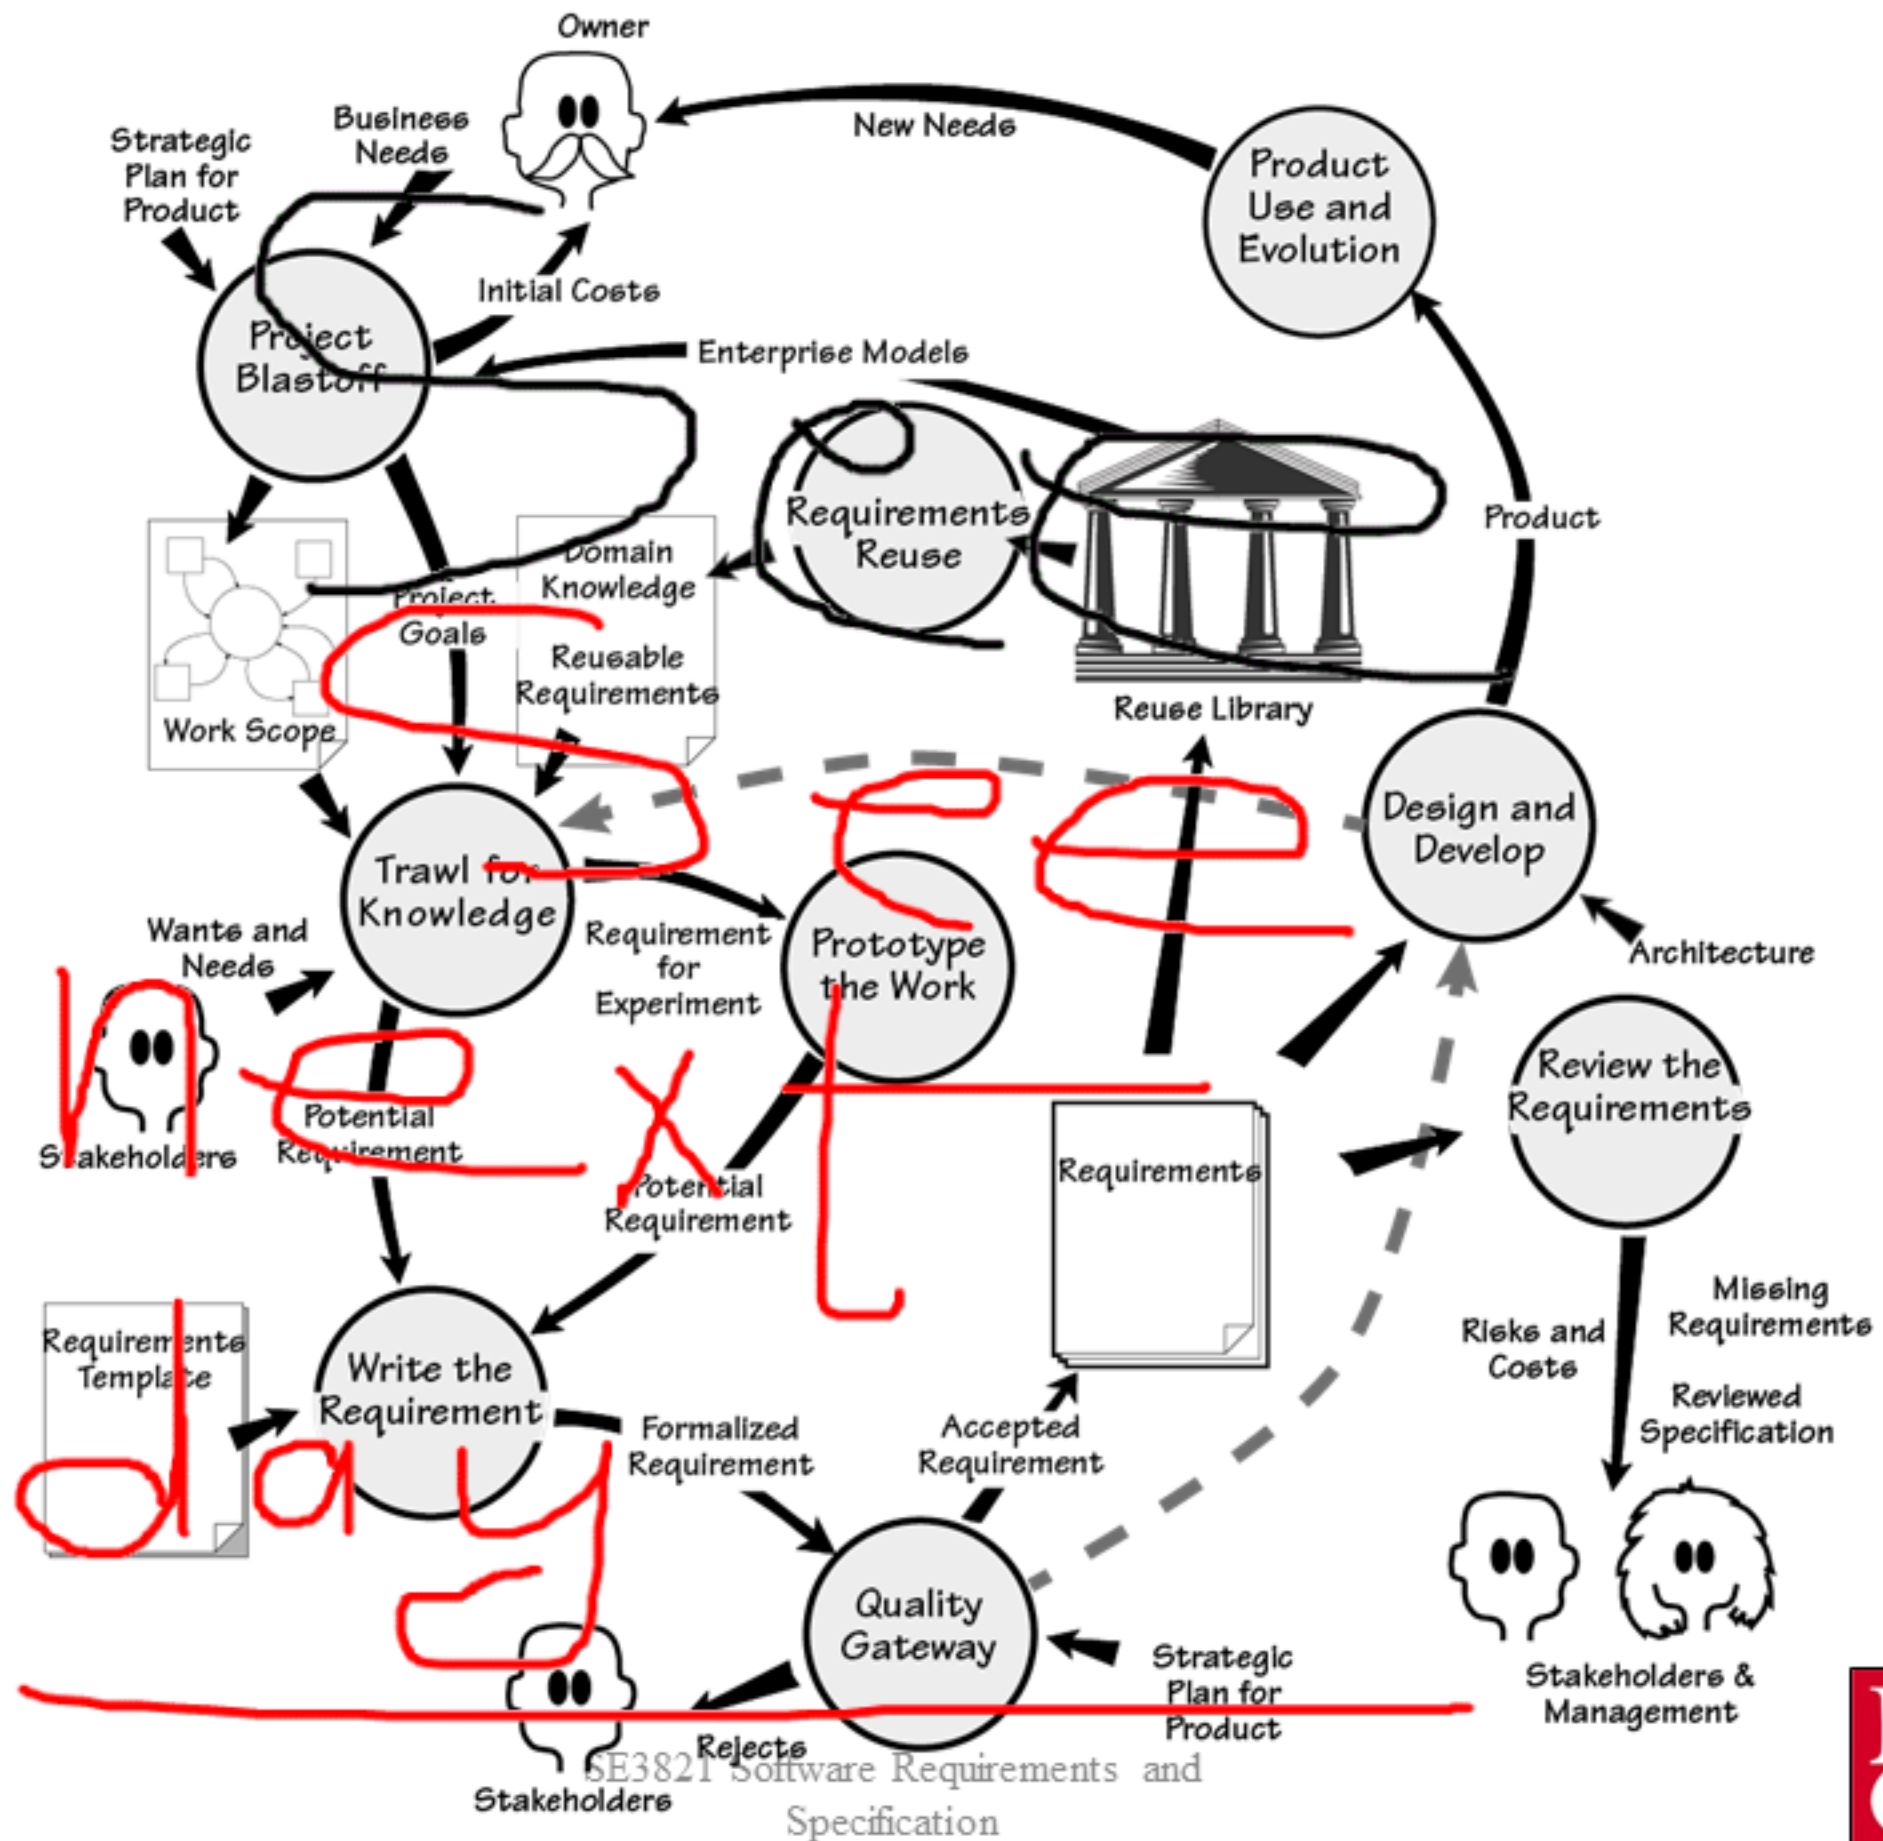 Owner
Business
Needs
Strategic
Plan for
Product
New Needs
Product
Use and
Evolution
Initial Costs
Project
Blastoff
Enterprise Models
See
Requirements
Reuse
Product
Domain
Knowledge
Project
Goals
Reusable
Requirements
Work Scope
Reuse Library
See
Design and
Develop
Trawl for
Knowledge
Wants and
Needs
Requirement
for
Experiment
Prototype
the Work
Architecture
Review the
Requirements
next
Potential
Requirement
Stakeholders
Potential
Requirement
Requirements
Missing
Requirements
Risks and
Costs
Reviewed
Specification
Requirements
Template
Write the
Requirement
Formalized
Requirement
Accepted
Requirement
day
Quality
Gateway
Strategic
Plan for
Product
Stakeholders &
Management
Rejects
Stakeholders
SE3821 Software Requirements and
Specification